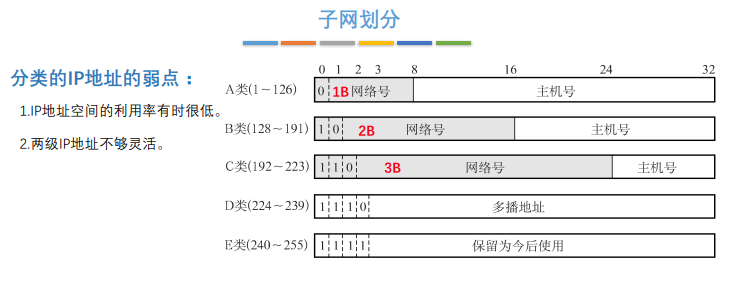 子网划分
分类的IP地址的弱点：
1.IP地址空间的利用率有时很低。
2.两级IP地址不够灵活。
0 1 2 3 8 16 24 32
A类(1～126) 0 1B 网络号 主机号
B类(128～191) 1 0 2B 网络号 主机号
C类(192～223) 1 1 0 3B 网络号 主机号
D类(224～239) 1 1 1 0 多播地址
E类(240～255) 1 1 1 1 保留为今后使用